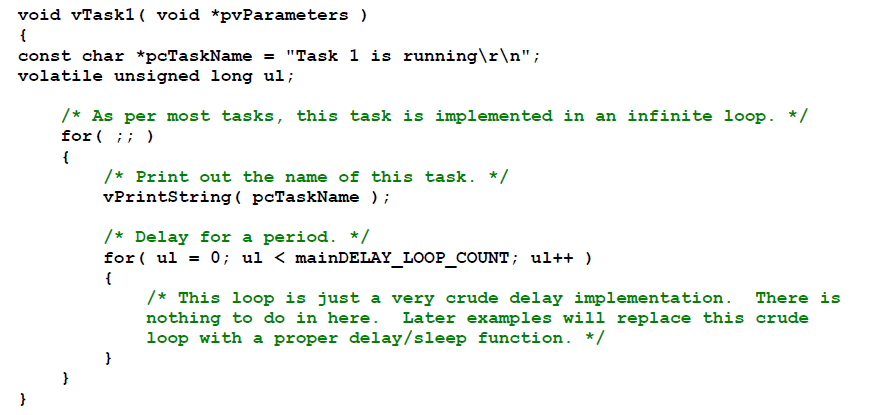 void vTask1( void *pvParameters )
{
const char *pcTaskName = "Task 1 is running\r\n";
volatile unsigned long ul;
/* As per most tasks, this task is implemented in an infinite loop. */
for( ;; )
{
/* Print out the name of this task. */
vPrintString( pcTaskName );
/* Delay for a period. */
for( ul = 0; ul < mainDELAY_LOOP_COUNT; ul++ )
{
/* This loop is just a very crude delay implementation.  There is
nothing to do in here.  Later examples will replace this crude
loop with a proper delay/sleep function. */
}
}
}